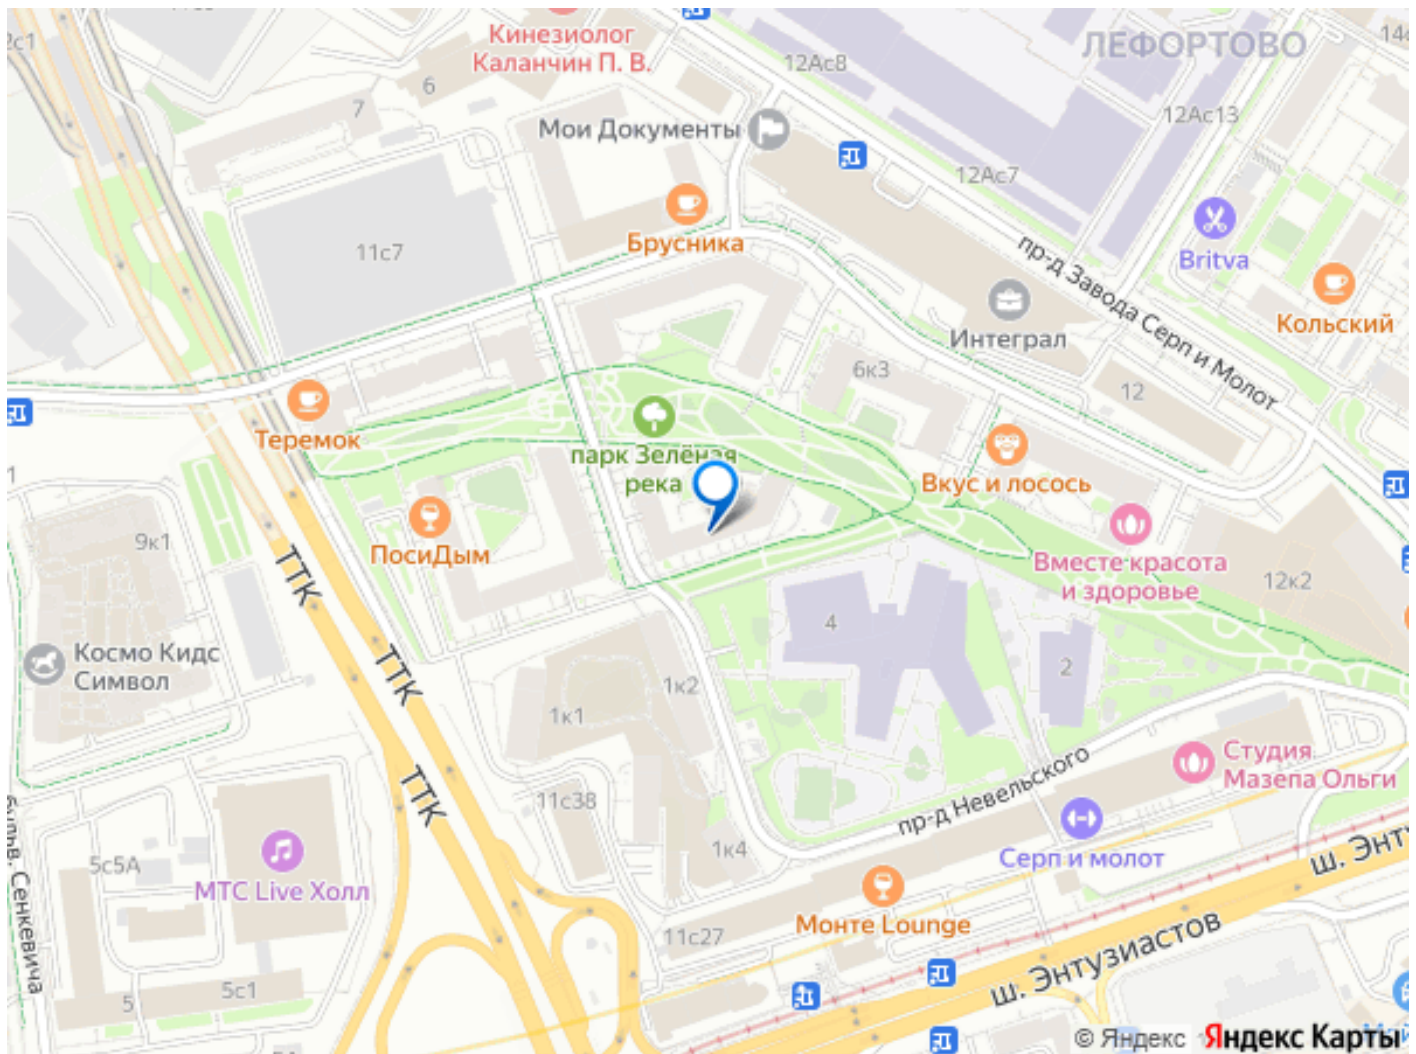 Кинезиолог
Каланчин П. В.
ЛЕФОРТОВО
12Ас8
6
7
Мои Документы
12Ас13
12Ас7
Брусника
11с7
Britva
пр-д Завода Серп и Молот
Кольский
Интеграл
6к3
12
Теремок
парк Зелёная
река
Вкус и лосось
9к1
ПосиДым
Вместе красота
и здоровье
12к2
ТТК
4
Космо Кидс
Символ
ТТК
2
1к2
1к1
Студия
Мазепа Ольги
ТТК
11с38
пр-д Невельского
Серп и молот
5с5А
МТС Live Холл
1к4
бульв. Сенкевича
Монте Lounge
11с27
ш. Энтузиастов
5с1
5
© Яндекс
Яндекс Карты